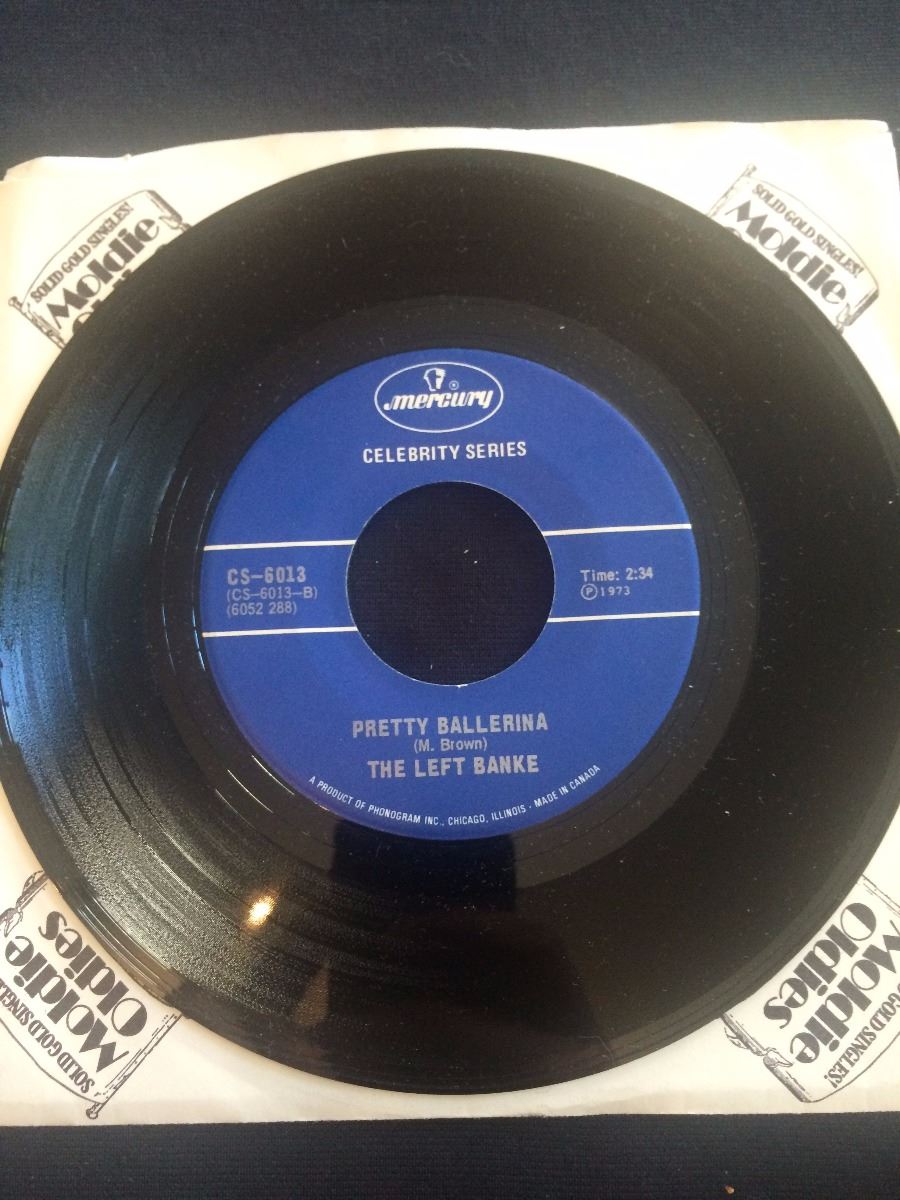 SOLID GOLD SINGLES!
Moldie
SOLID GOLD SINGLES!
Moldie
mercury ®
CELEBRITY SERIES
CS-6013
(CS-6013-B)
(6052 288)
Time: 2:34
Ⓟ 1973
PRETTY BALLERINA
(M. Brown)
THE LEFT BANKE
A PRODUCT OF PHONOGRAM INC., CHICAGO, ILLINOIS · MADE IN CANADA
Moldie
Oldies
SOLID GOLD SINGL
Moldie
Oldies
SOLID GOLD SINGLES!